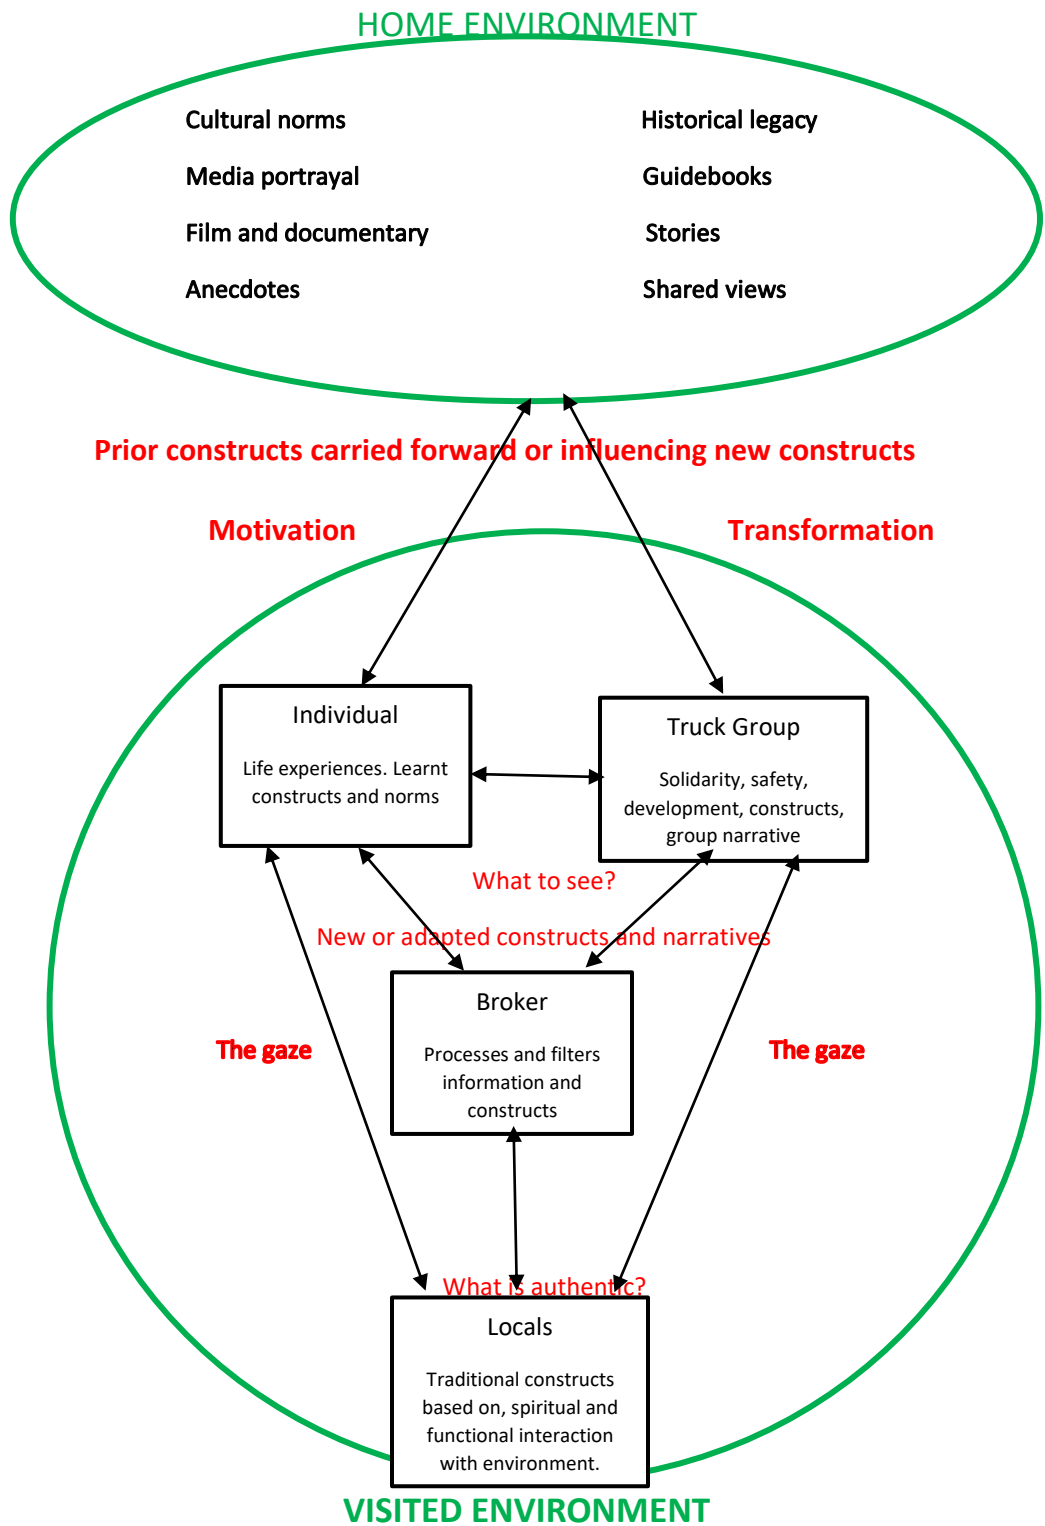 HOME ENVIRONMENT
Cultural norms
Historical legacy
Media portrayal
Guidebooks
Film and documentary
Stories
Anecdotes
Shared views
Prior constructs carried forward or influencing new constructs
Motivation
Transformation
Individual
Life experiences. Learnt
constructs and norms
Truck Group
Solidarity, safety,
development, constructs,
group narrative
What to see?
New or adapted constructs and narratives
Broker
Processes and filters
information and
constructs
The gaze
The gaze
What is authentic?
Locals
Traditional constructs
based on, spiritual and
functional interaction
with environment.
VISITED ENVIRONMENT